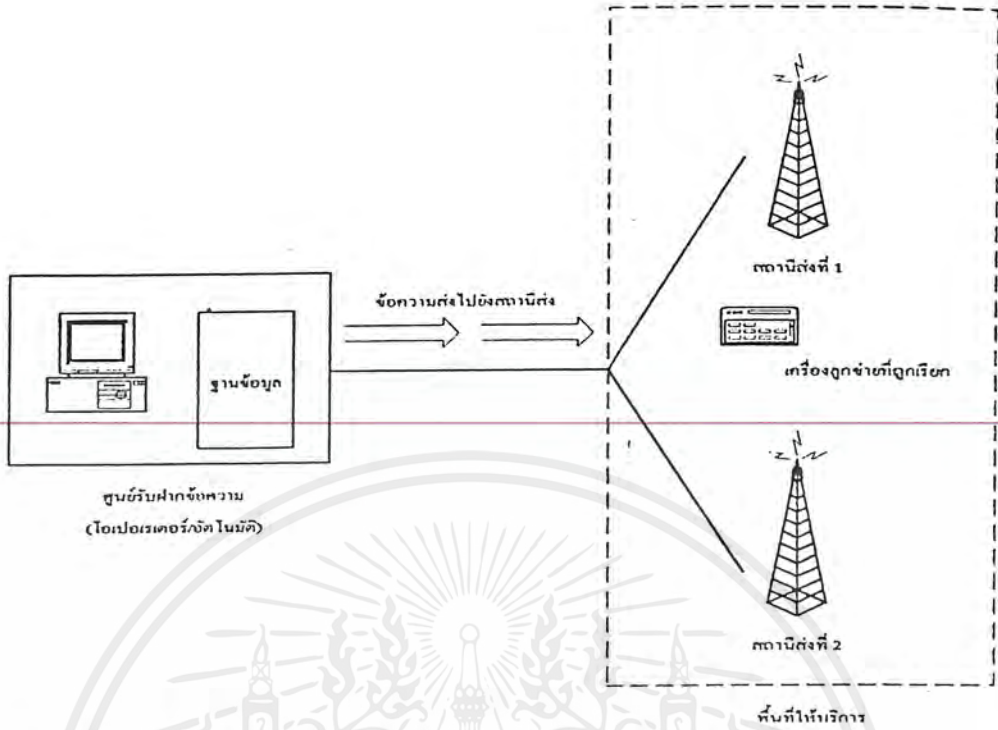 สถานีส่งที่ 1
ข้อความส่งไปยังสถานีส่ง
ฐานข้อมูล
เครื่องลูกข่ายที่ถูกเรียก
ศูนย์รับฝากข้อความ
(โอเปอเรเตอร์/อัตโนมัติ)
สถานีส่งที่ 2
พื้นที่ให้บริการ